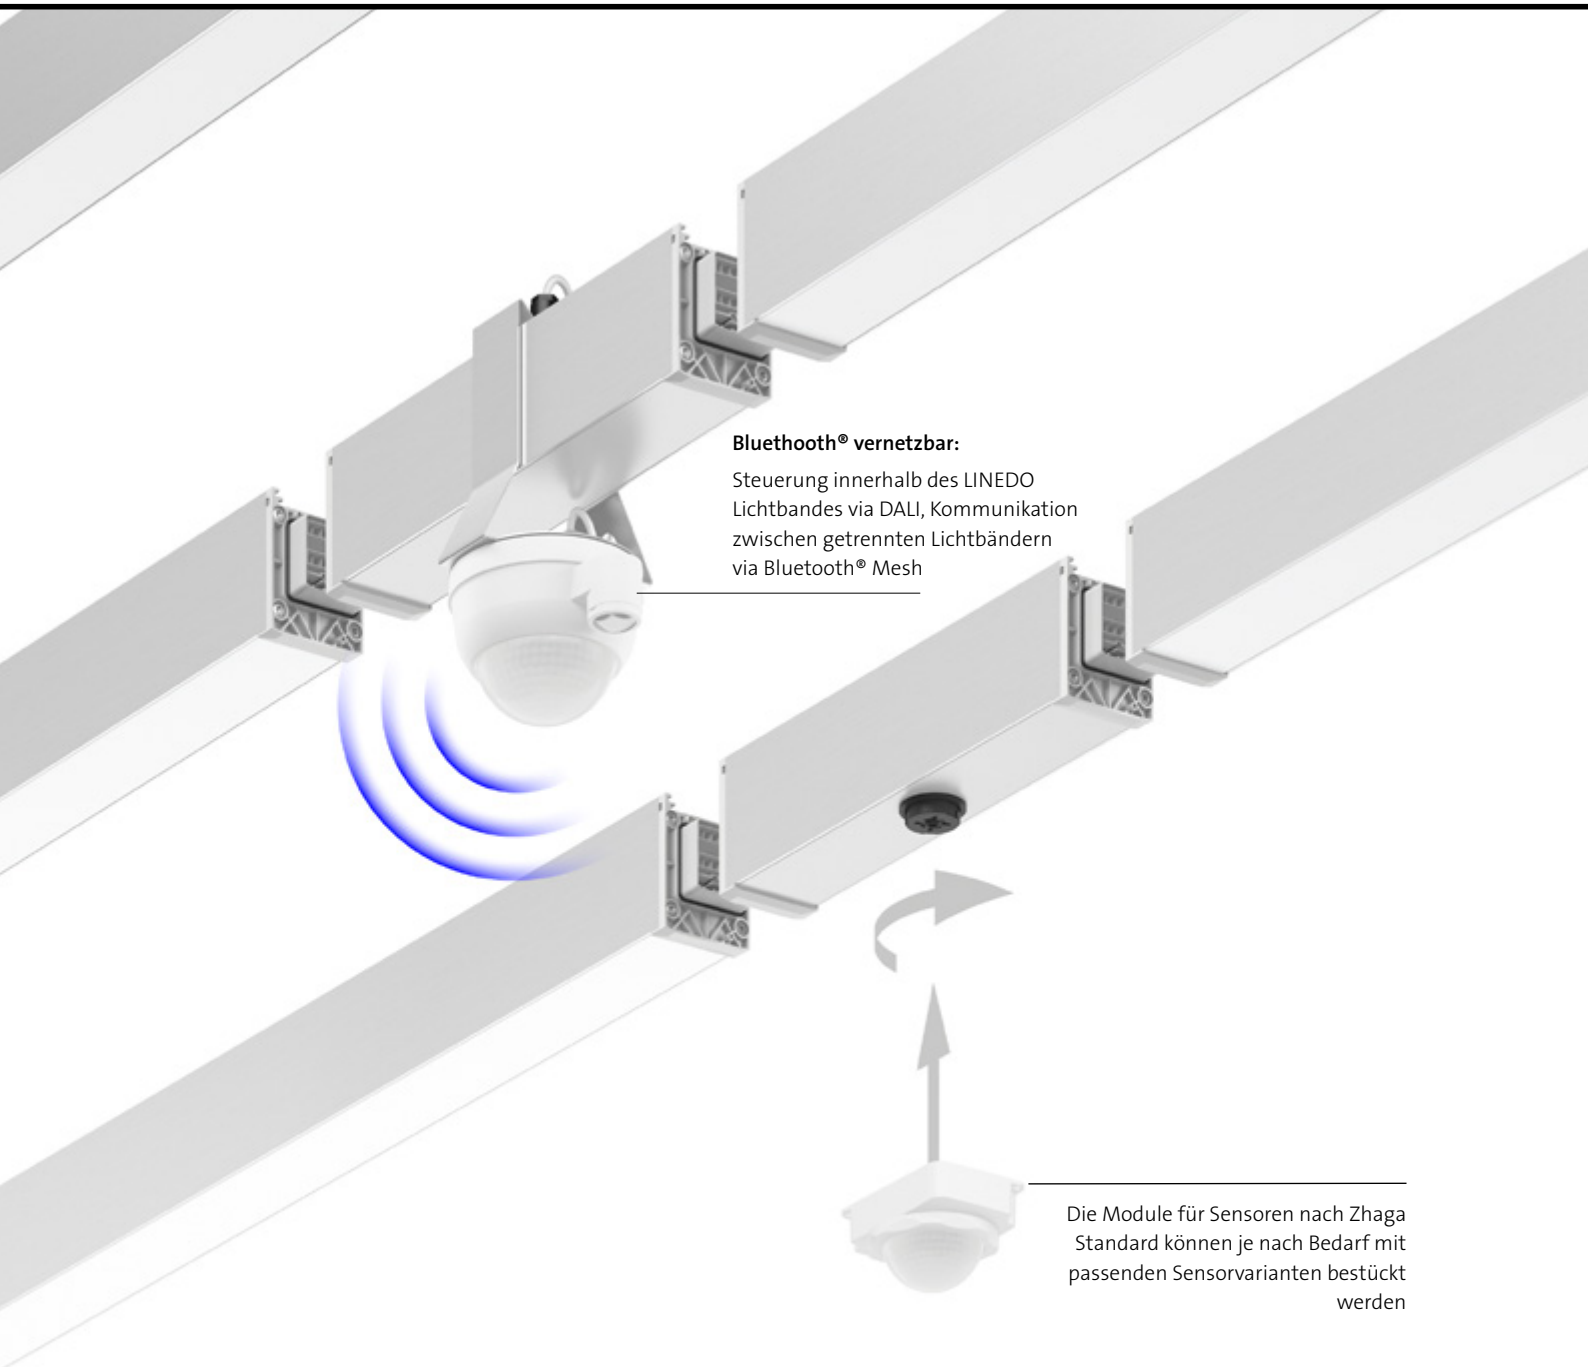 Bluethooth® vernetzbar:
Steuerung innerhalb des LINEDO
Lichtbandes via DALI, Kommunikation
zwischen getrennten Lichtbändern
via Bluetooth® Mesh
Die Module für Sensoren nach Zhaga
Standard können je nach Bedarf mit
passenden Sensorvarianten bestückt
werden